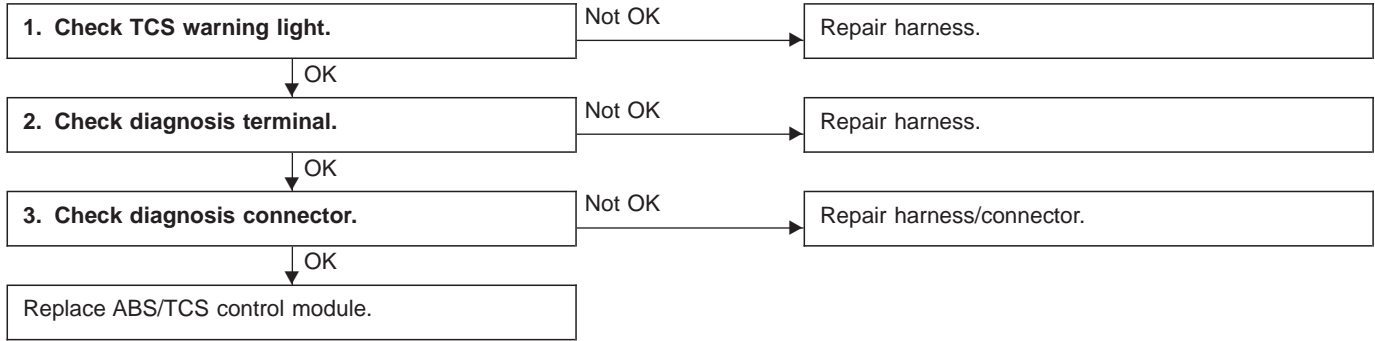 1. Check TCS warning light.
Not OK
Repair harness.
OK
2. Check diagnosis terminal.
Not OK
Repair harness.
OK
3. Check diagnosis connector.
Not OK
Repair harness/connector.
OK
Replace ABS/TCS control module.